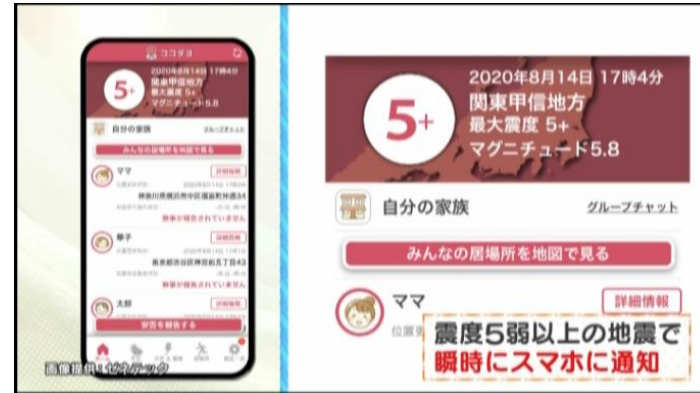 ココダヨ
5+
2020年8月14日 17時4分
関東甲信地方
最大震度 5+
マグニチュード5.8
自分の家族
グループチャット
みんなの居場所を地図で見る
ママ
詳細情報
無事が報告されていません
華子
詳細情報
東京都渋谷区神宮前五丁目43
無事が報告されていません
太郎
詳細情報
安否を報告する
画像提供:ゼネテック
5+
2020年8月14日 17時4分
関東甲信地方
最大震度 5+
マグニチュード5.8
自分の家族
グループチャット
みんなの居場所を地図で見る
ママ
詳細情報
震度5弱以上の地震で
瞬時にスマホに通知